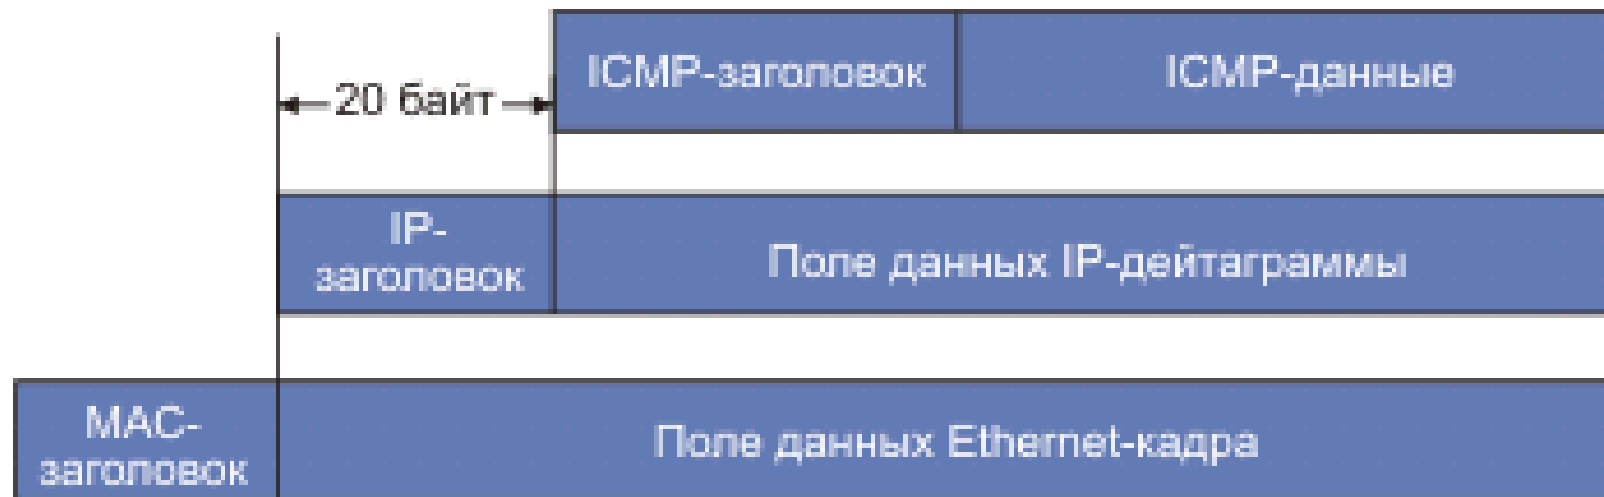 ICMP-заголовок
ICMP-данные
20 байт
IP-
заголовок
Поле данных IP-дейтаграммы
MAC-
заголовок
Поле данных Ethernet-кадра